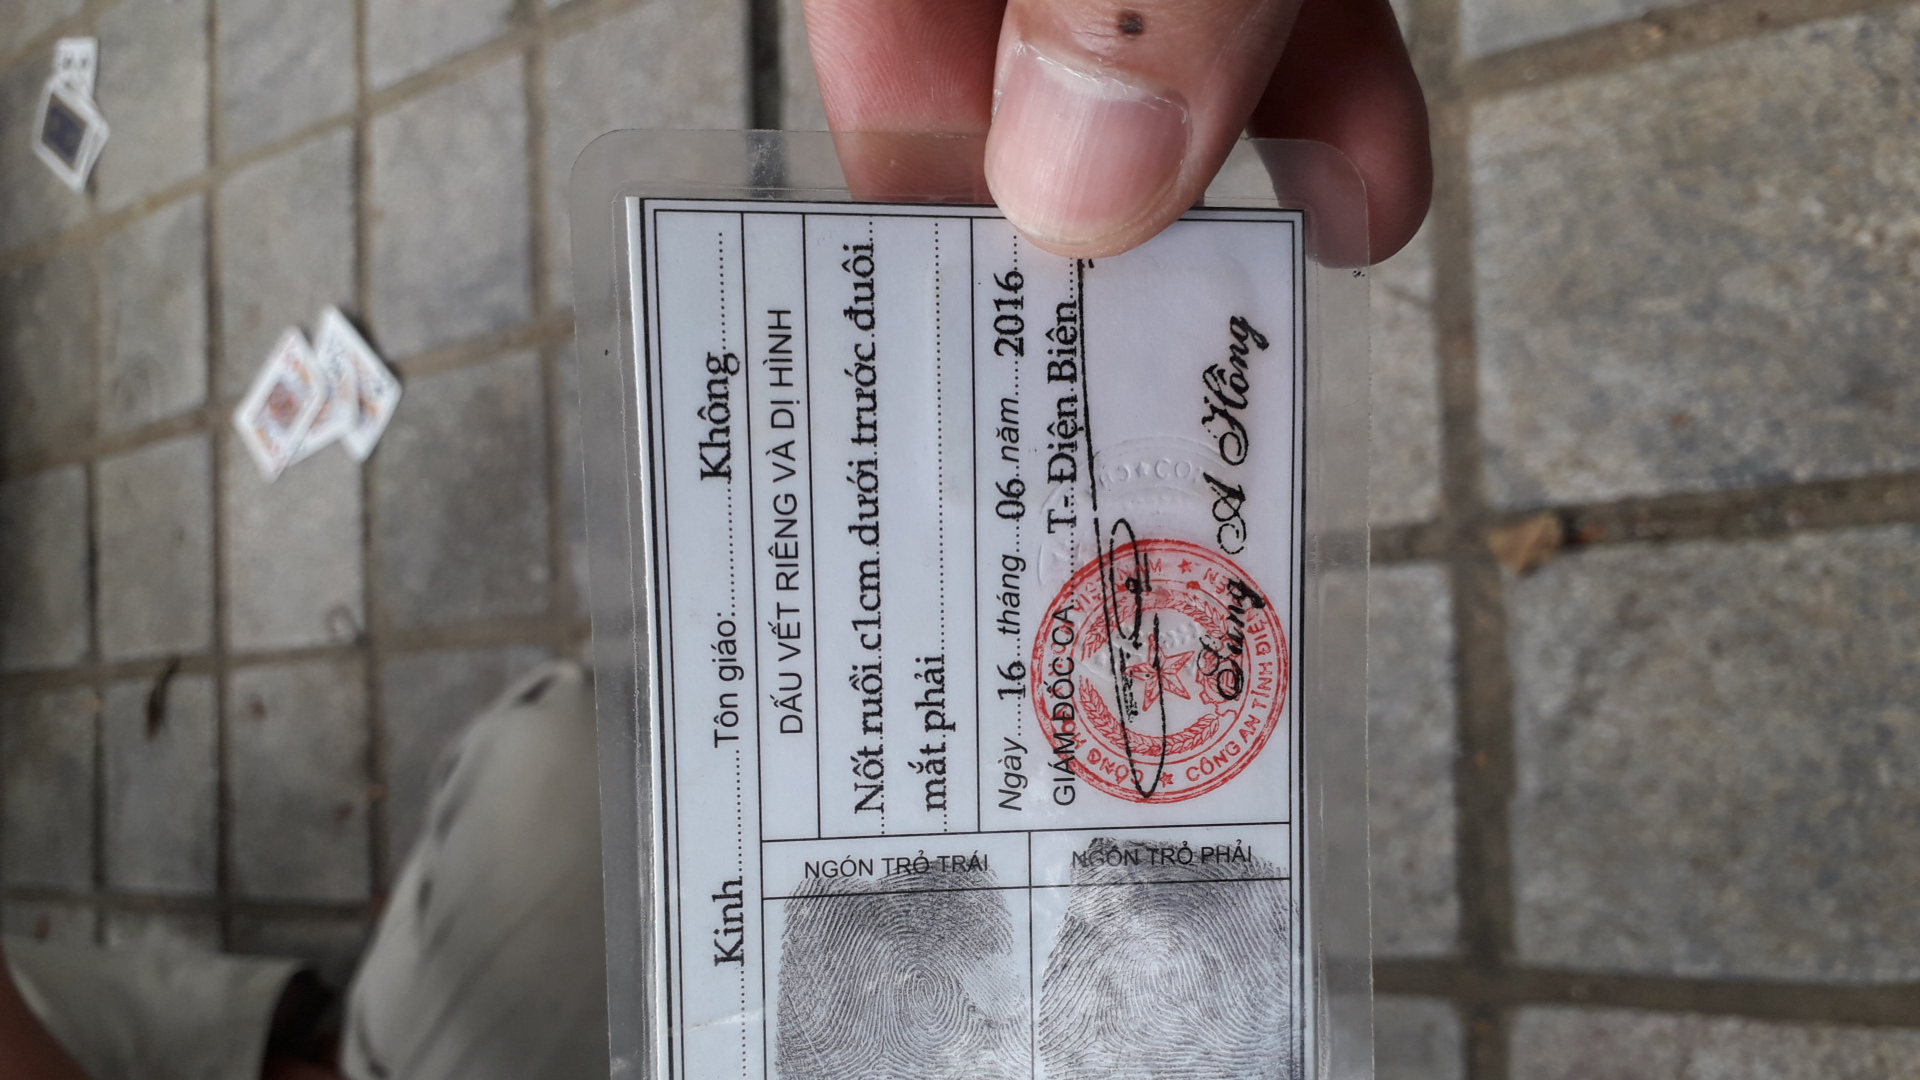 Kinh Tôn giáo: Không
NGÓN TRỎ TRÁI
DẤU VẾT RIÊNG VÀ DỊ HÌNH
Nốt ruồi c1cm dưới trước đuôi
mắt phải
NGÓN TRỎ PHẢI
Ngày 16 tháng 06 năm 2016
GIÁM ĐỐC CA T- Điện Biên
CÔNG AN TỈNH ĐIỆN
Sùng A Hồng